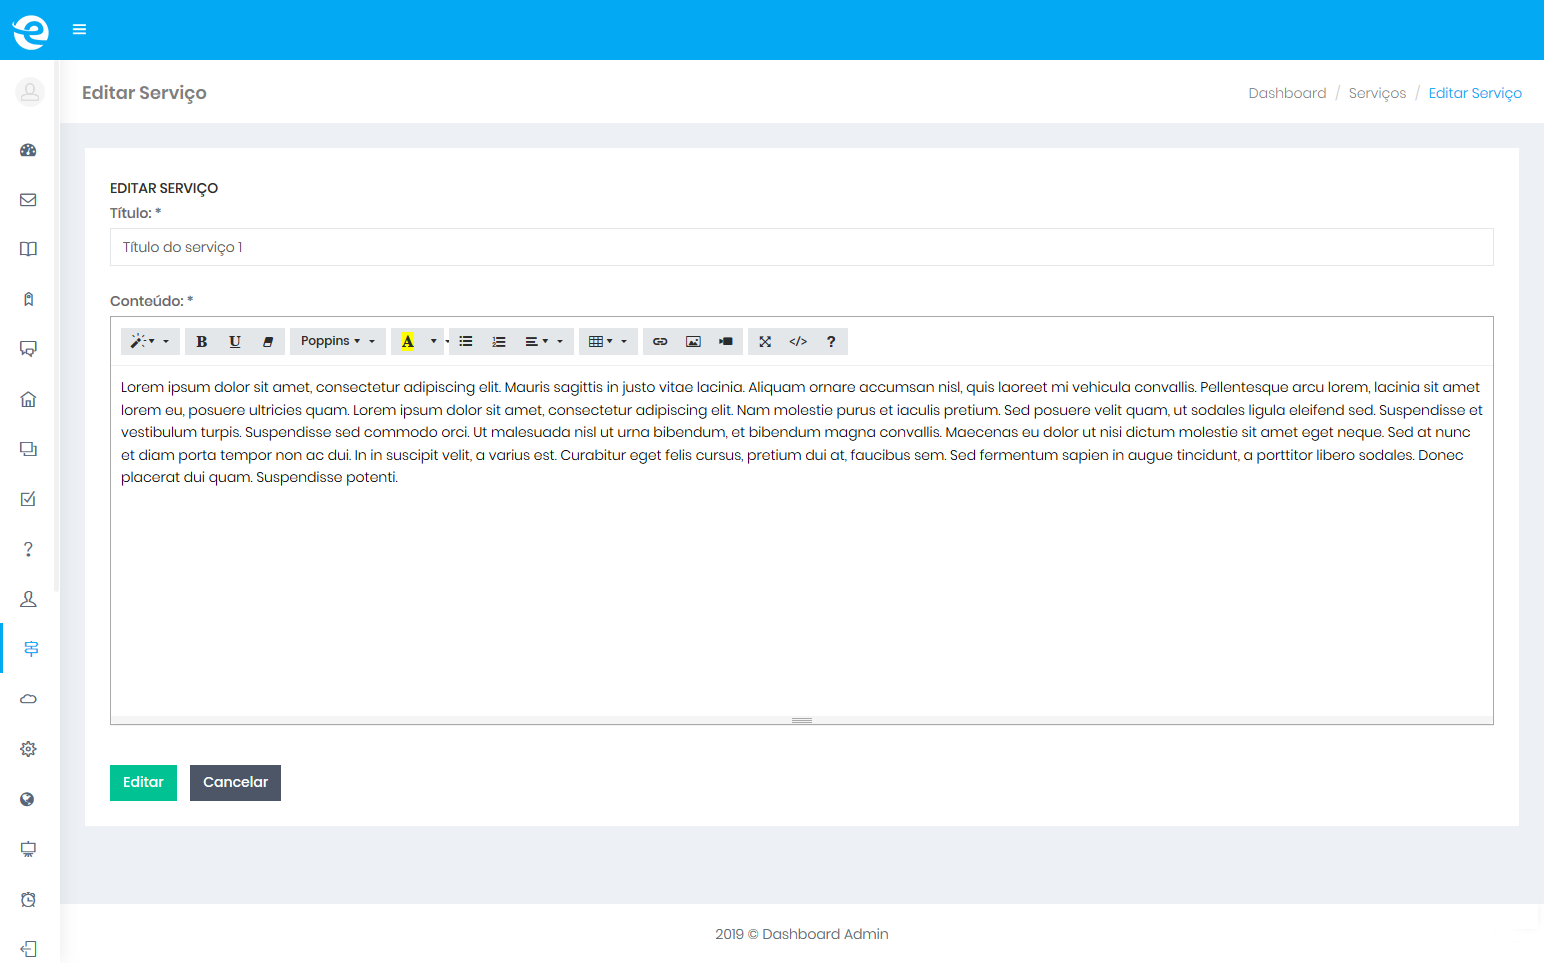 Editar Serviço
Dashboard / Serviços / Editar Serviço
EDITAR SERVIÇO
Título: *
Título do serviço 1
Conteúdo: *
B U Poppins A </> ?
Lorem ipsum dolor sit amet, consectetur adipiscing elit. Mauris sagittis in justo vitae lacinia. Aliquam ornare accumsan nisl, quis laoreet mi vehicula convallis. Pellentesque arcu lorem, lacinia sit amet
lorem eu, posuere ultricies quam. Lorem ipsum dolor sit amet, consectetur adipiscing elit. Nam molestie purus et iaculis pretium. Sed posuere velit quam, ut sodales ligula eleifend sed. Suspendisse et
vestibulum turpis. Suspendisse sed commodo orci. Ut malesuada nisl ut urna bibendum, et bibendum magna convallis. Maecenas eu dolor ut nisi dictum molestie sit amet eget neque. Sed at nunc
et diam porta tempor non ac dui. In in suscipit velit, a varius est. Curabitur eget felis cursus, pretium dui at, faucibus sem. Sed fermentum sapien in augue tincidunt, a porttitor libero sodales. Donec
placerat dui quam. Suspendisse potenti.
Editar Cancelar
2019 © Dashboard Admin